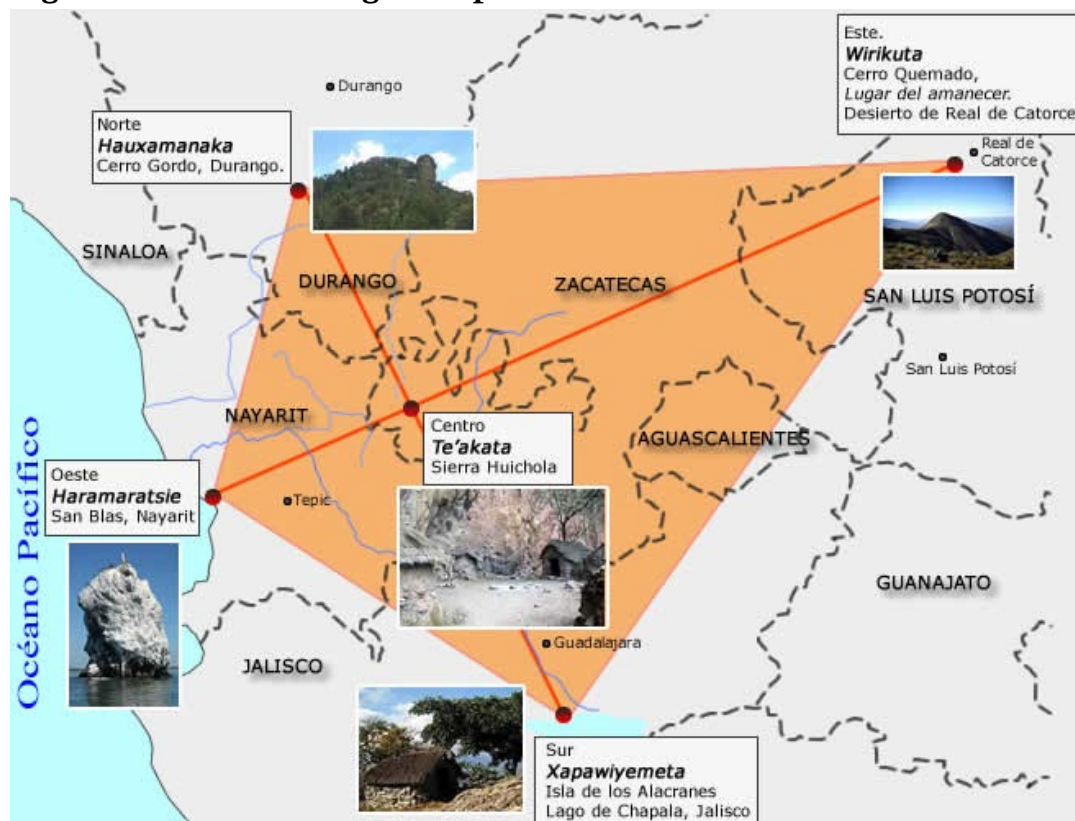 Este.
Wirikuta
Cerro Quemado,
Lugar del amanecer.
Desierto de Real de Catorce
Durango
Norte
Hauxamanaka
Cerro Gordo, Durango.
Real de
Catorce
SINALOA
DURANGO
ZACATECAS
SAN LUIS POTOSÍ
San Luis Potosí
NAYARIT
Centro
Te'akata
Sierra Huichola
AGUASCALIENTES
Oeste
Haramaratsie
San Blas, Nayarit
Tepic
Océano Pacífico
GUANAJATO
Guadalajara
JALISCO
Sur
Xapawiyemeta
Isla de los Alacranes
Lago de Chapala, Jalisco